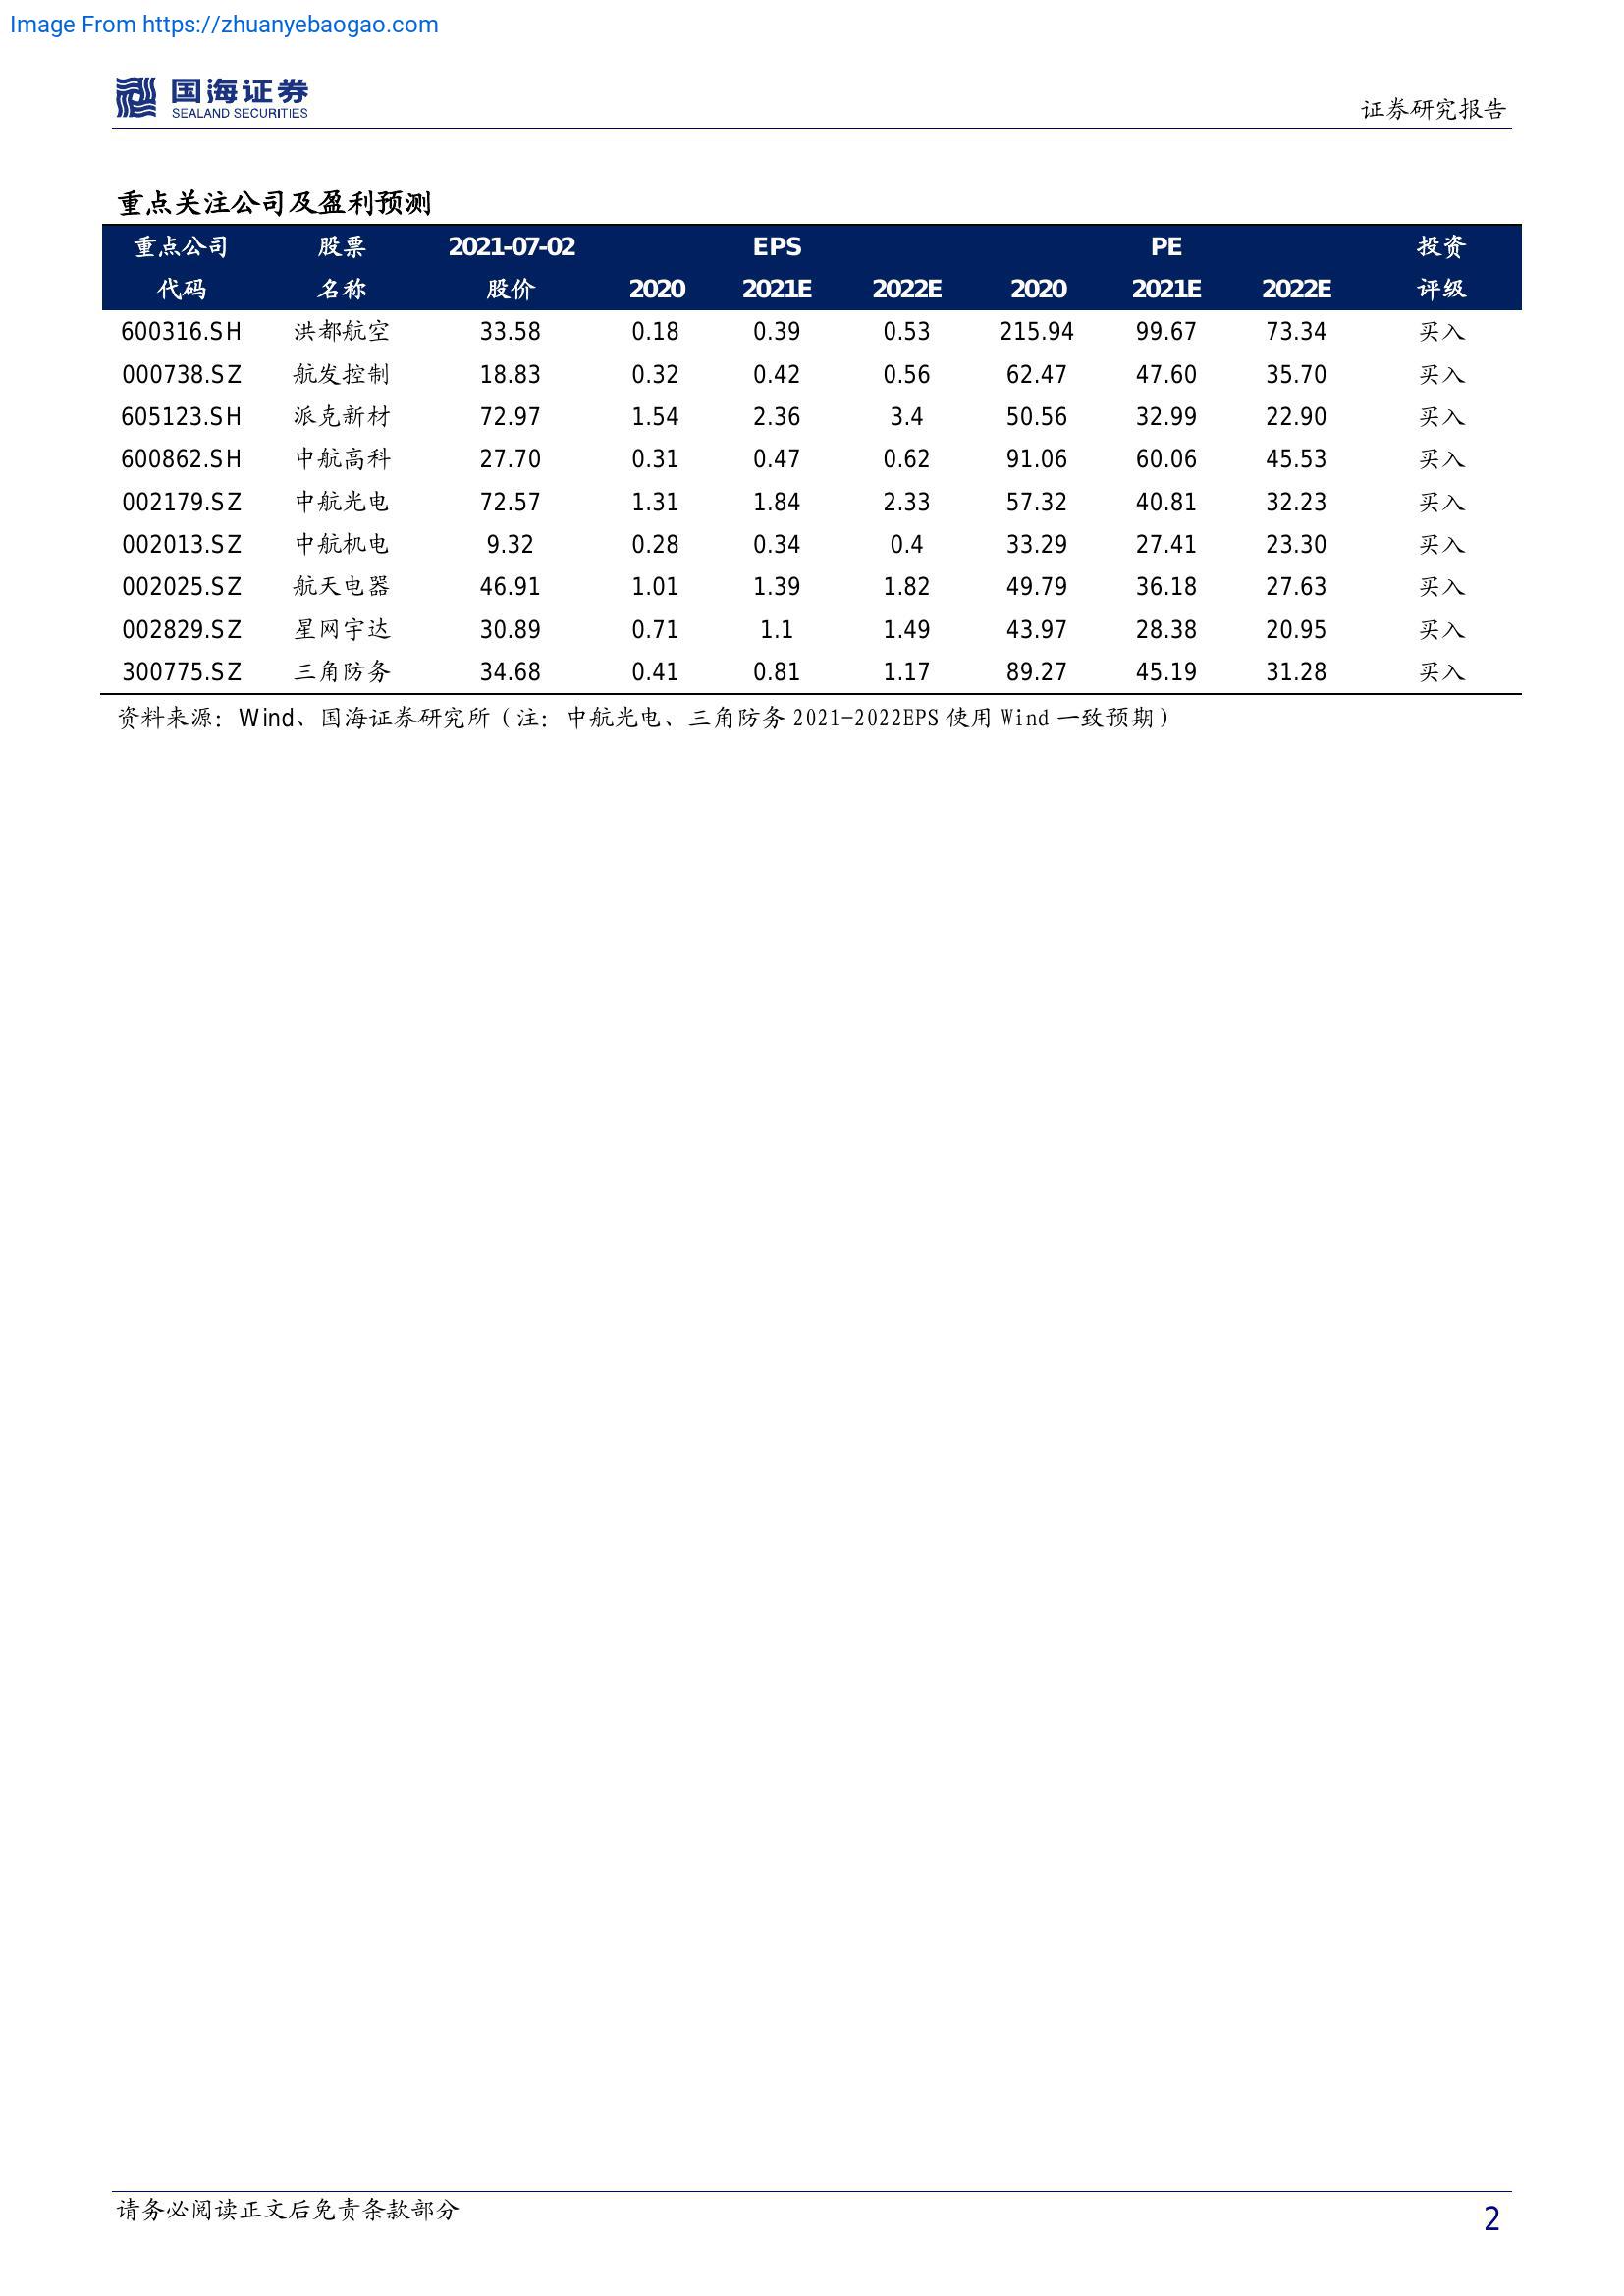 Image From https://zhuanyebaogao.com
国海证券
SEALAND SECURITIES
证券研究报告
重点关注公司及盈利预测
重点公司 股票 2021-07-02 EPS PE 投资
代码 名称 股价 2020 2021E 2022E 2020 2021E 2022E 评级
600316.SH 洪都航空 33.58 0.18 0.39 0.53 215.94 99.67 73.34 买入
000738.SZ 航发控制 18.83 0.32 0.42 0.56 62.47 47.60 35.70 买入
605123.SH 派克新材 72.97 1.54 2.36 3.4 50.56 32.99 22.90 买入
600862.SH 中航高科 27.70 0.31 0.47 0.62 91.06 60.06 45.53 买入
002179.SZ 中航光电 72.57 1.31 1.84 2.33 57.32 40.81 32.23 买入
002013.SZ 中航机电 9.32 0.28 0.34 0.4 33.29 27.41 23.30 买入
002025.SZ 航天电器 46.91 1.01 1.39 1.82 49.79 36.18 27.63 买入
002829.SZ 星网宇达 30.89 0.71 1.1 1.49 43.97 28.38 20.95 买入
300775.SZ 三角防务 34.68 0.41 0.81 1.17 89.27 45.19 31.28 买入
资料来源：Wind、国海证券研究所（注：中航光电、三角防务 2021-2022EPS 使用 Wind 一致预期）
请务必阅读正文后免责条款部分
2